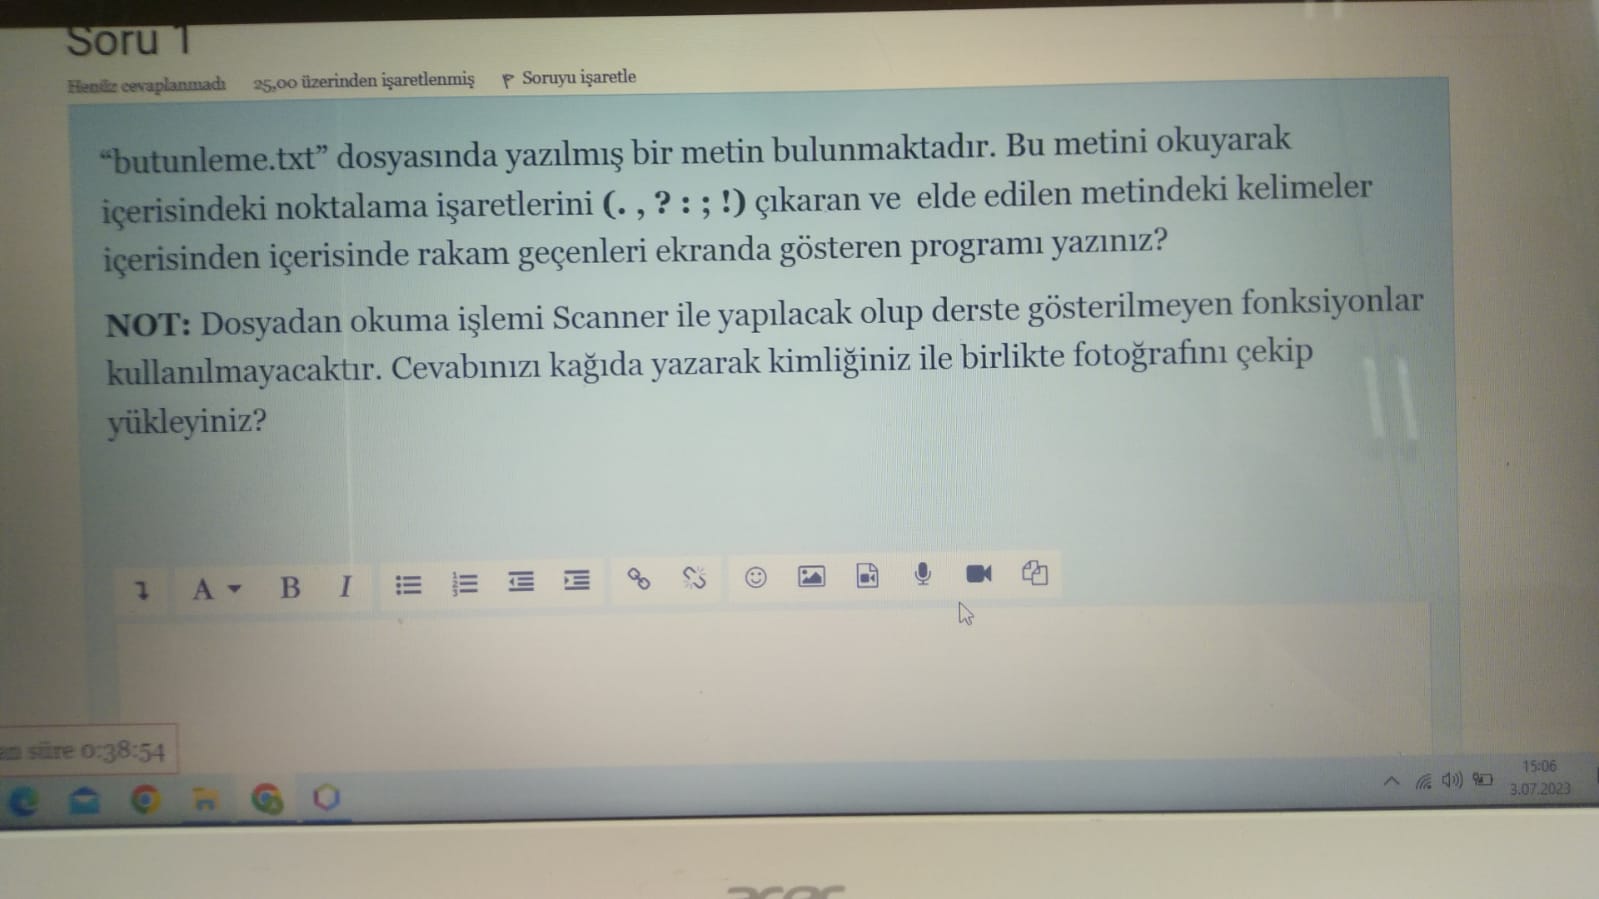 Soru 1
Henüz cevaplanmadı 25,00 üzerinden işaretlenmiş Soruyu işaretle
“butunleme.txt” dosyasında yazılmış bir metin bulunmaktadır. Bu metini okuyarak
içerisindeki noktalama işaretlerini (. , ? : ; !) çıkaran ve elde edilen metindeki kelimeler
içerisinden içerisinde rakam geçenleri ekranda gösteren programı yazınız?
NOT: Dosyadan okuma işlemi Scanner ile yapılacak olup derste gösterilmeyen fonksiyonlar
kullanılmayacaktır. Cevabınızı kağıda yazarak kimliğiniz ile birlikte fotoğrafını çekip
yükleyiniz?
A B I
süre 0:38:54
15:06
3.07.2023
acer